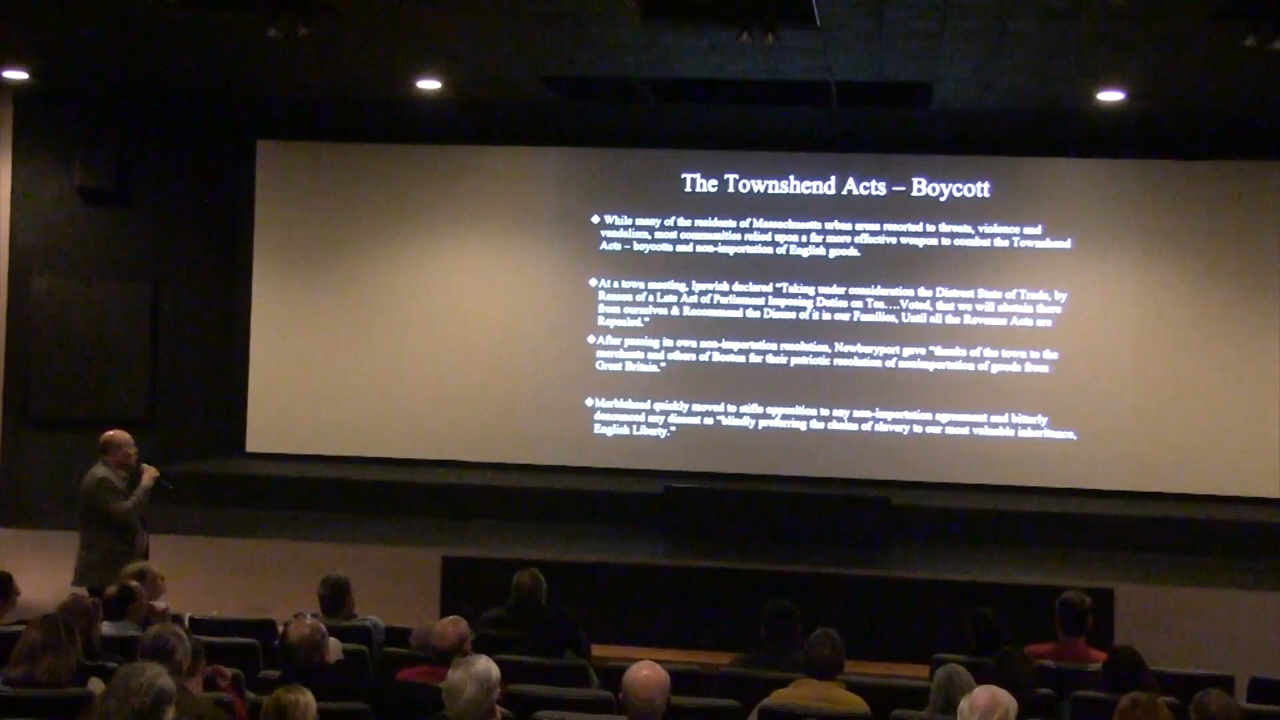 The Townshend Acts – Boycott
❖ While many of the residents of Massachusetts urban areas resorted to threats, violence and
vandalism, most communities relied upon a far more effective weapon to combat the Townshend
Acts – boycotts and non-importation of English goods.
❖ At a town meeting, Ipswich declared "Taking under consideration the Distrest State of Trade, by
Reason of a Late Act of Parliament Imposing Duties on Tea….Voted, that we will abstain there
from ourselves & Recommend the Disuse of it in our Families, Until all the Revenue Acts are
Repealed."
❖ After passing its own non-importation resolution, Newburyport gave "thanks of the town to the
merchants and others of Boston for their patriotic resolution of nonimportation of goods from
Great Britain."
❖ Marblehead quickly moved to stifle opposition to any non-importation agreement and bitterly
denounced any dissent as "blindly preferring the chains of slavery to our most valuable inheritance,
English Liberty."